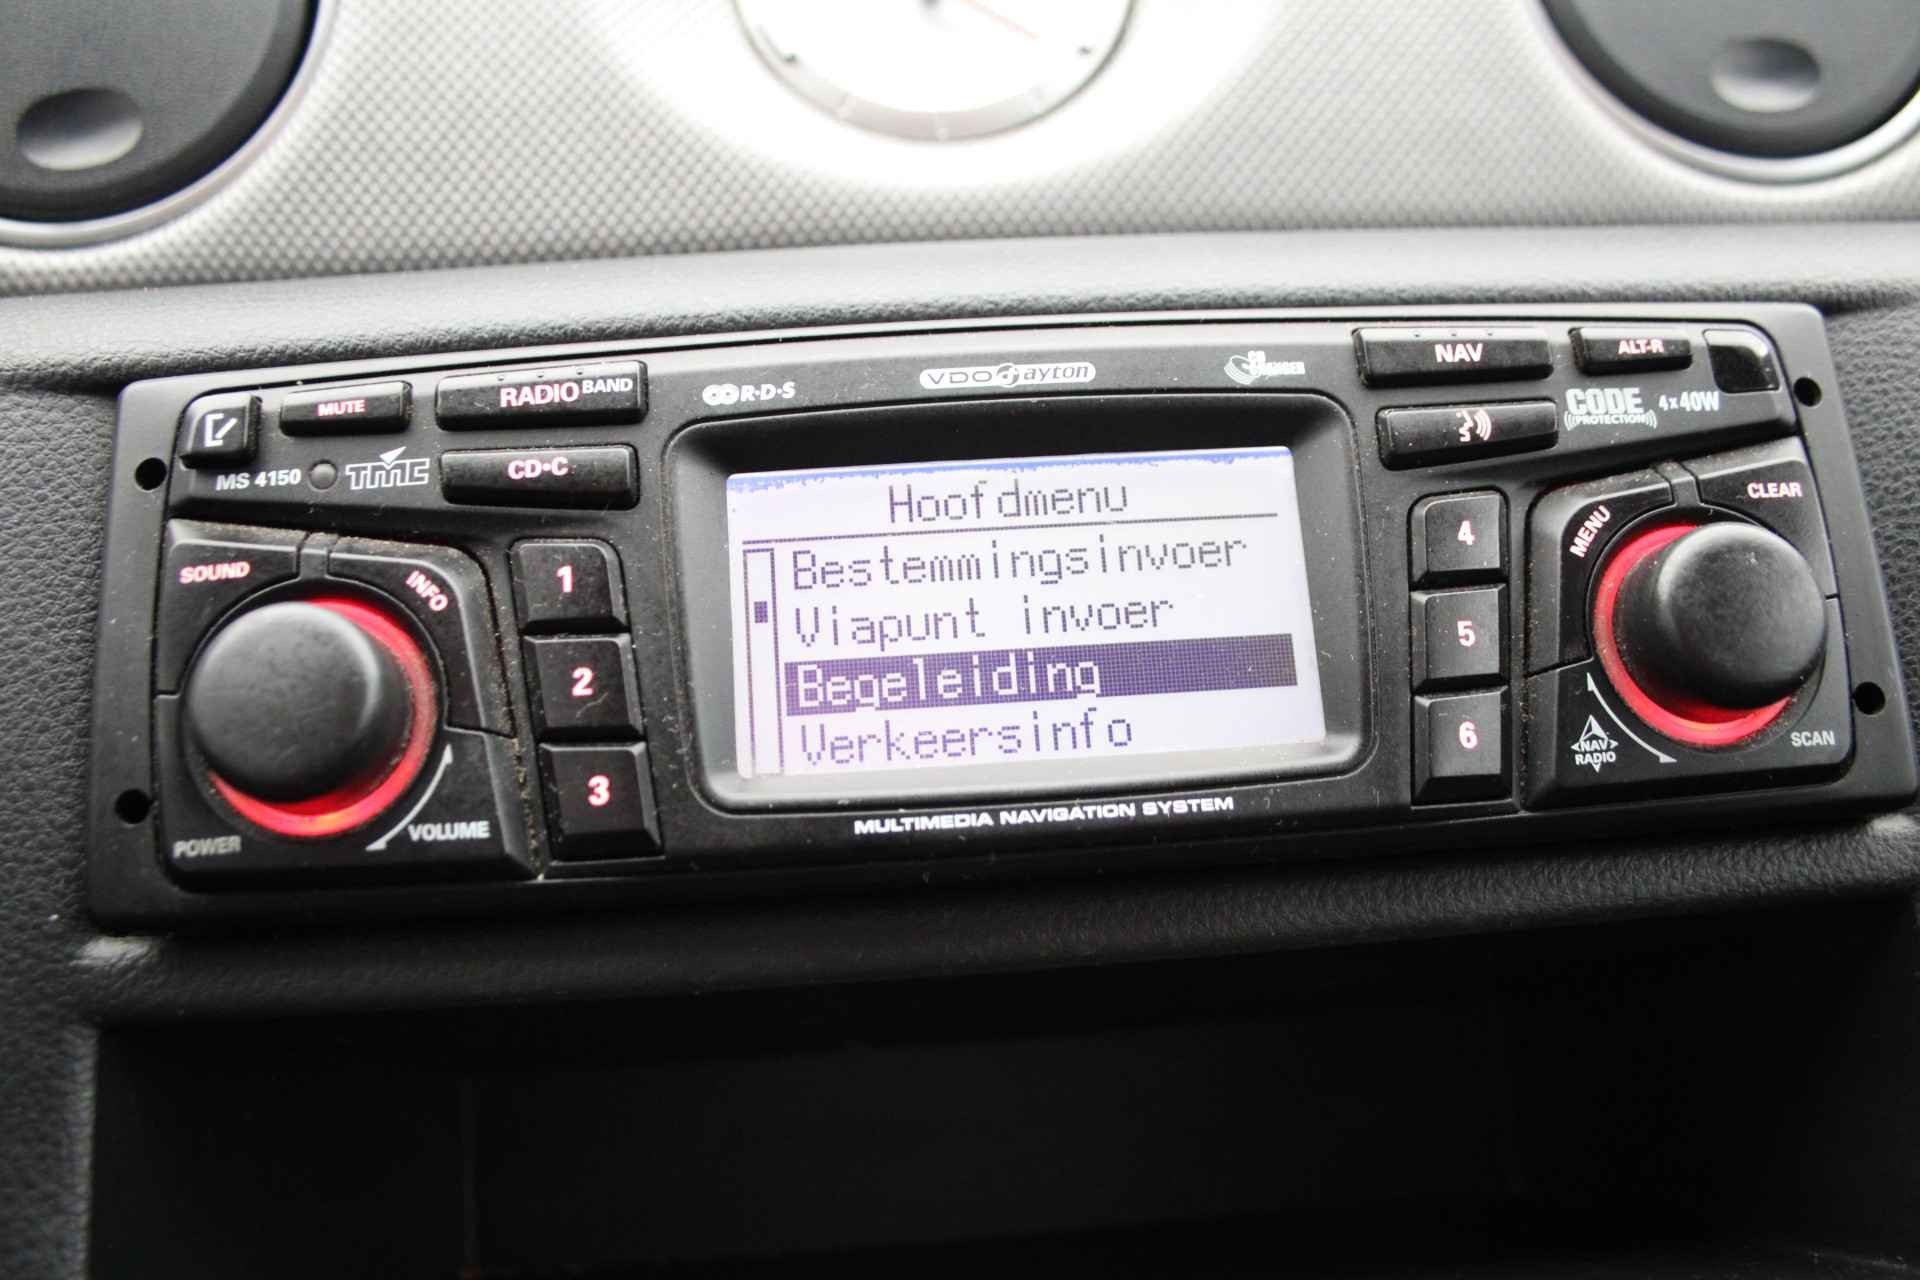 MUTE
RADIO BAND
R·D·S
VDO dayton
CD CHANGER
NAV
ALT-R
MS 4150
TMC
CD·C
CODE
PROTECTION
4x40W
SOUND
INFO
1
2
3
POWER
VOLUME
Hoofdmenu
Bestemmingsinvoer
Viapunt invoer
Begeleiding
Verkeersinfo
MULTIMEDIA NAVIGATION SYSTEM
4
5
6
MENU
CLEAR
NAV
RADIO
SCAN